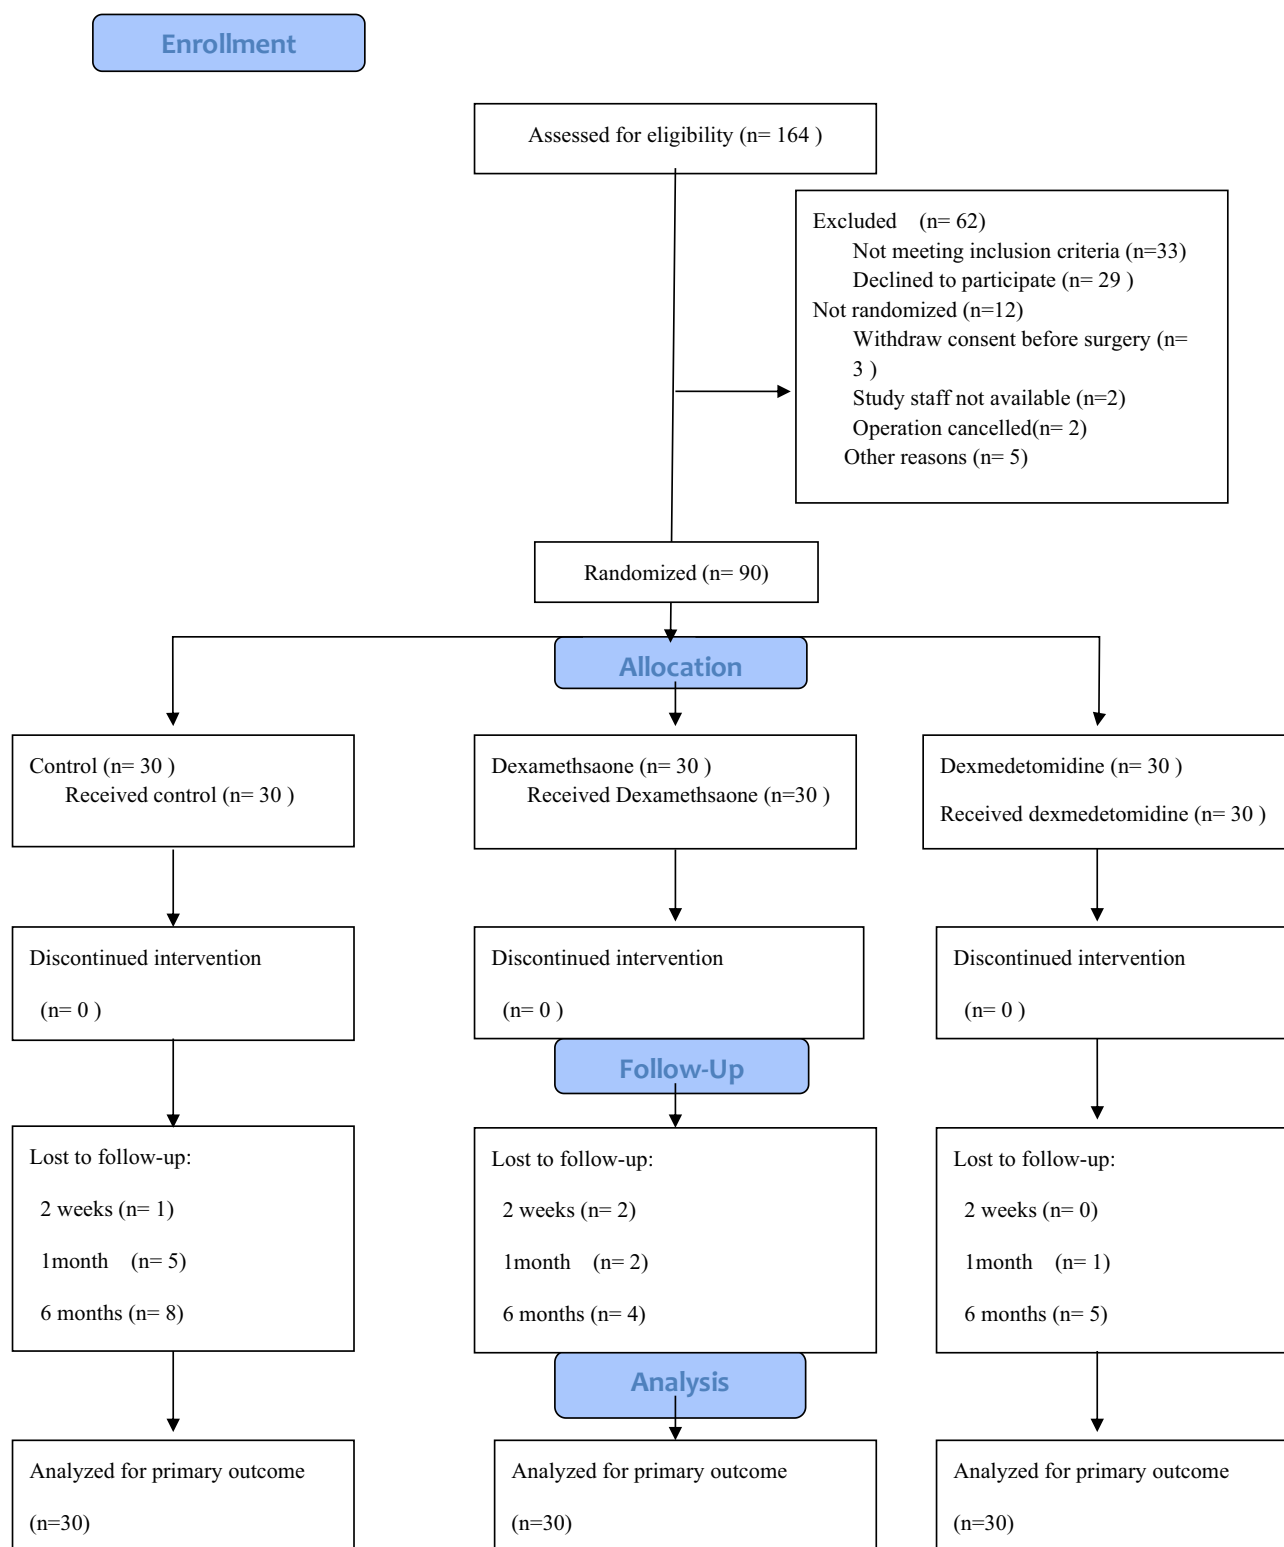 Enrollment
Assessed for eligibility (n= 164 )
Excluded (n= 62)
Not meeting inclusion criteria (n=33)
Declined to participate (n= 29 )
Not randomized (n=12)
Withdraw consent before surgery (n=
3 )
Study staff not available (n=2)
Operation cancelled(n= 2)
Other reasons (n= 5)
Randomized (n= 90)
Allocation
Control (n= 30 )
Received control (n= 30 )
Dexamethsaone (n= 30 )
Received Dexamethsaone (n=30 )
Dexmedetomidine (n= 30 )
Received dexmedetomidine (n= 30 )
Discontinued intervention
(n= 0 )
Discontinued intervention
(n= 0 )
Discontinued intervention
(n= 0 )
Follow-Up
Lost to follow-up:
2 weeks (n= 1)
1month (n= 5)
6 months (n= 8)
Lost to follow-up:
2 weeks (n= 2)
1month (n= 2)
6 months (n= 4)
Lost to follow-up:
2 weeks (n= 0)
1month (n= 1)
6 months (n= 5)
Analysis
Analyzed for primary outcome
(n=30)
Analyzed for primary outcome
(n=30)
Analyzed for primary outcome
(n=30)